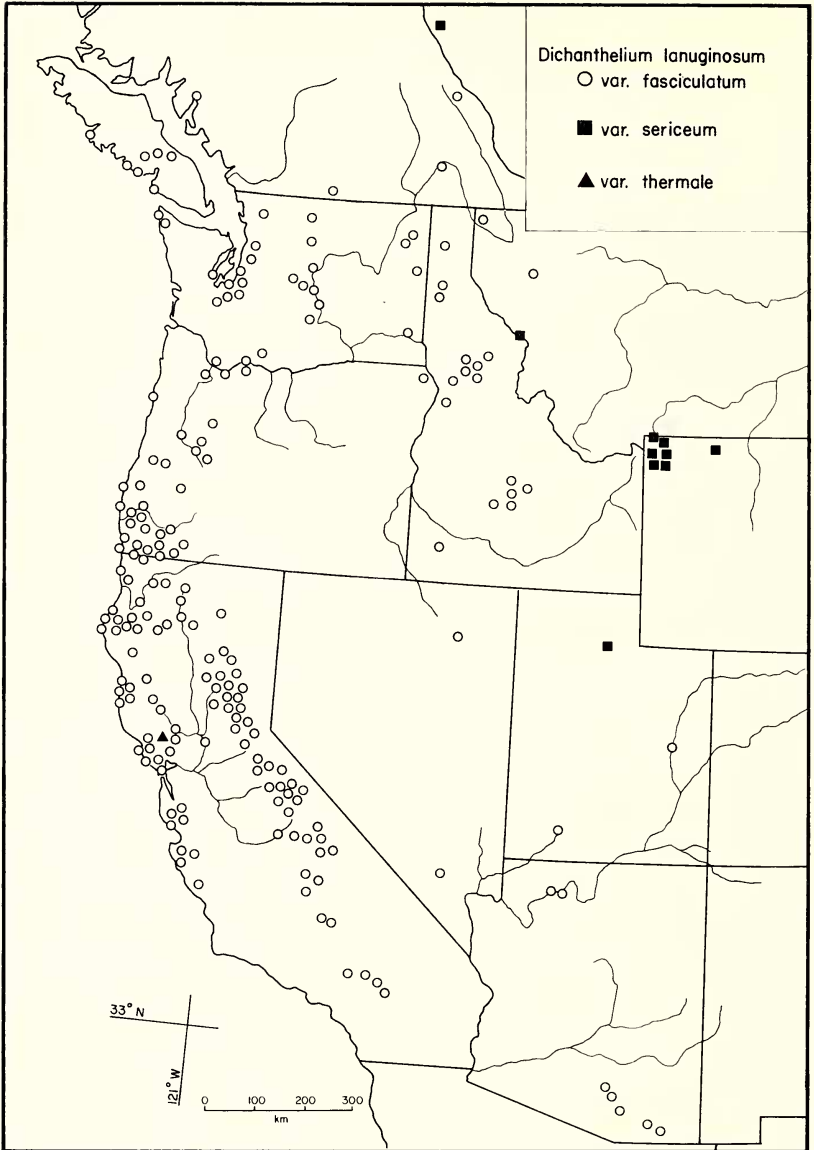 Dichanthelium lanuginosum
○ var. fasciculatum
■ var. sericeum
▲ var. thermale
33° N
121° W
0 100 200 300
km